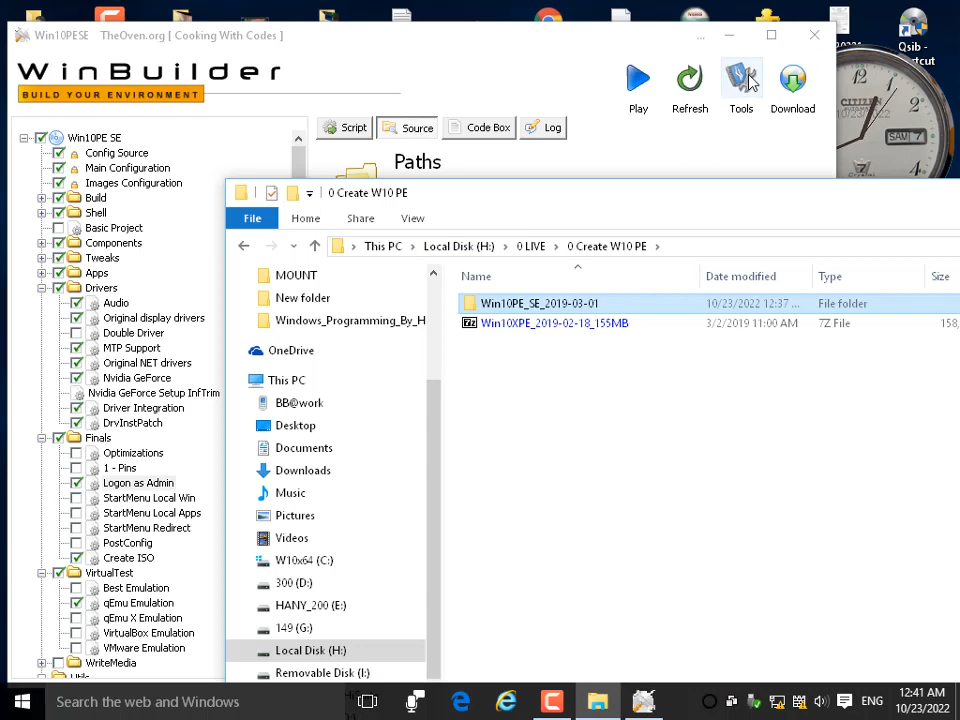 Win10PESE   TheOven.org [ Cooking With Codes ]
...
Qsib -
WinBuilder
BUILD YOUR ENVIRONMENT
Play
Refresh
Tools
Download
CITIZEN
10/23/2022
SAT 7
Script
Source
Code Box
Log
Paths
Win10PE SE
Config Source
Main Configuration
Images Configuration
Build
Shell
Basic Project
Components
Tweaks
Apps
Drivers
Audio
Original display drivers
Double Driver
MTP Support
Original NET drivers
Nvidia GeForce
Nvidia GeForce Setup InfTrim
Driver Integration
DrvInstPatch
Finals
Optimizations
1 - Pins
Logon as Admin
StartMenu Local Win
StartMenu Local Apps
StartMenu Redirect
PostConfig
Create ISO
VirtualTest
Best Emulation
qEmu Emulation
qEmu X Emulation
VirtualBox Emulation
VMware Emulation
WriteMedia
0 Create W10 PE
File
Home
Share
View
This PC
Local Disk (H:)
0 LIVE
0 Create W10 PE
MOUNT
New folder
Windows_Programming_By_H
OneDrive
This PC
BB@work
Desktop
Documents
Downloads
Music
Pictures
Videos
W10x64 (C:)
300 (D:)
HANY_200 (E:)
149 (G:)
Local Disk (H:)
Removable Disk (I:)
Name
Date modified
Type
Size
Win10PE_SE_2019-03-01
10/23/2022 12:37 ...
File folder
Win10XPE_2019-02-18_155MB
3/2/2019 11:00 AM
7Z File
158,
Search the web and Windows
ENG
12:41 AM
10/23/2022